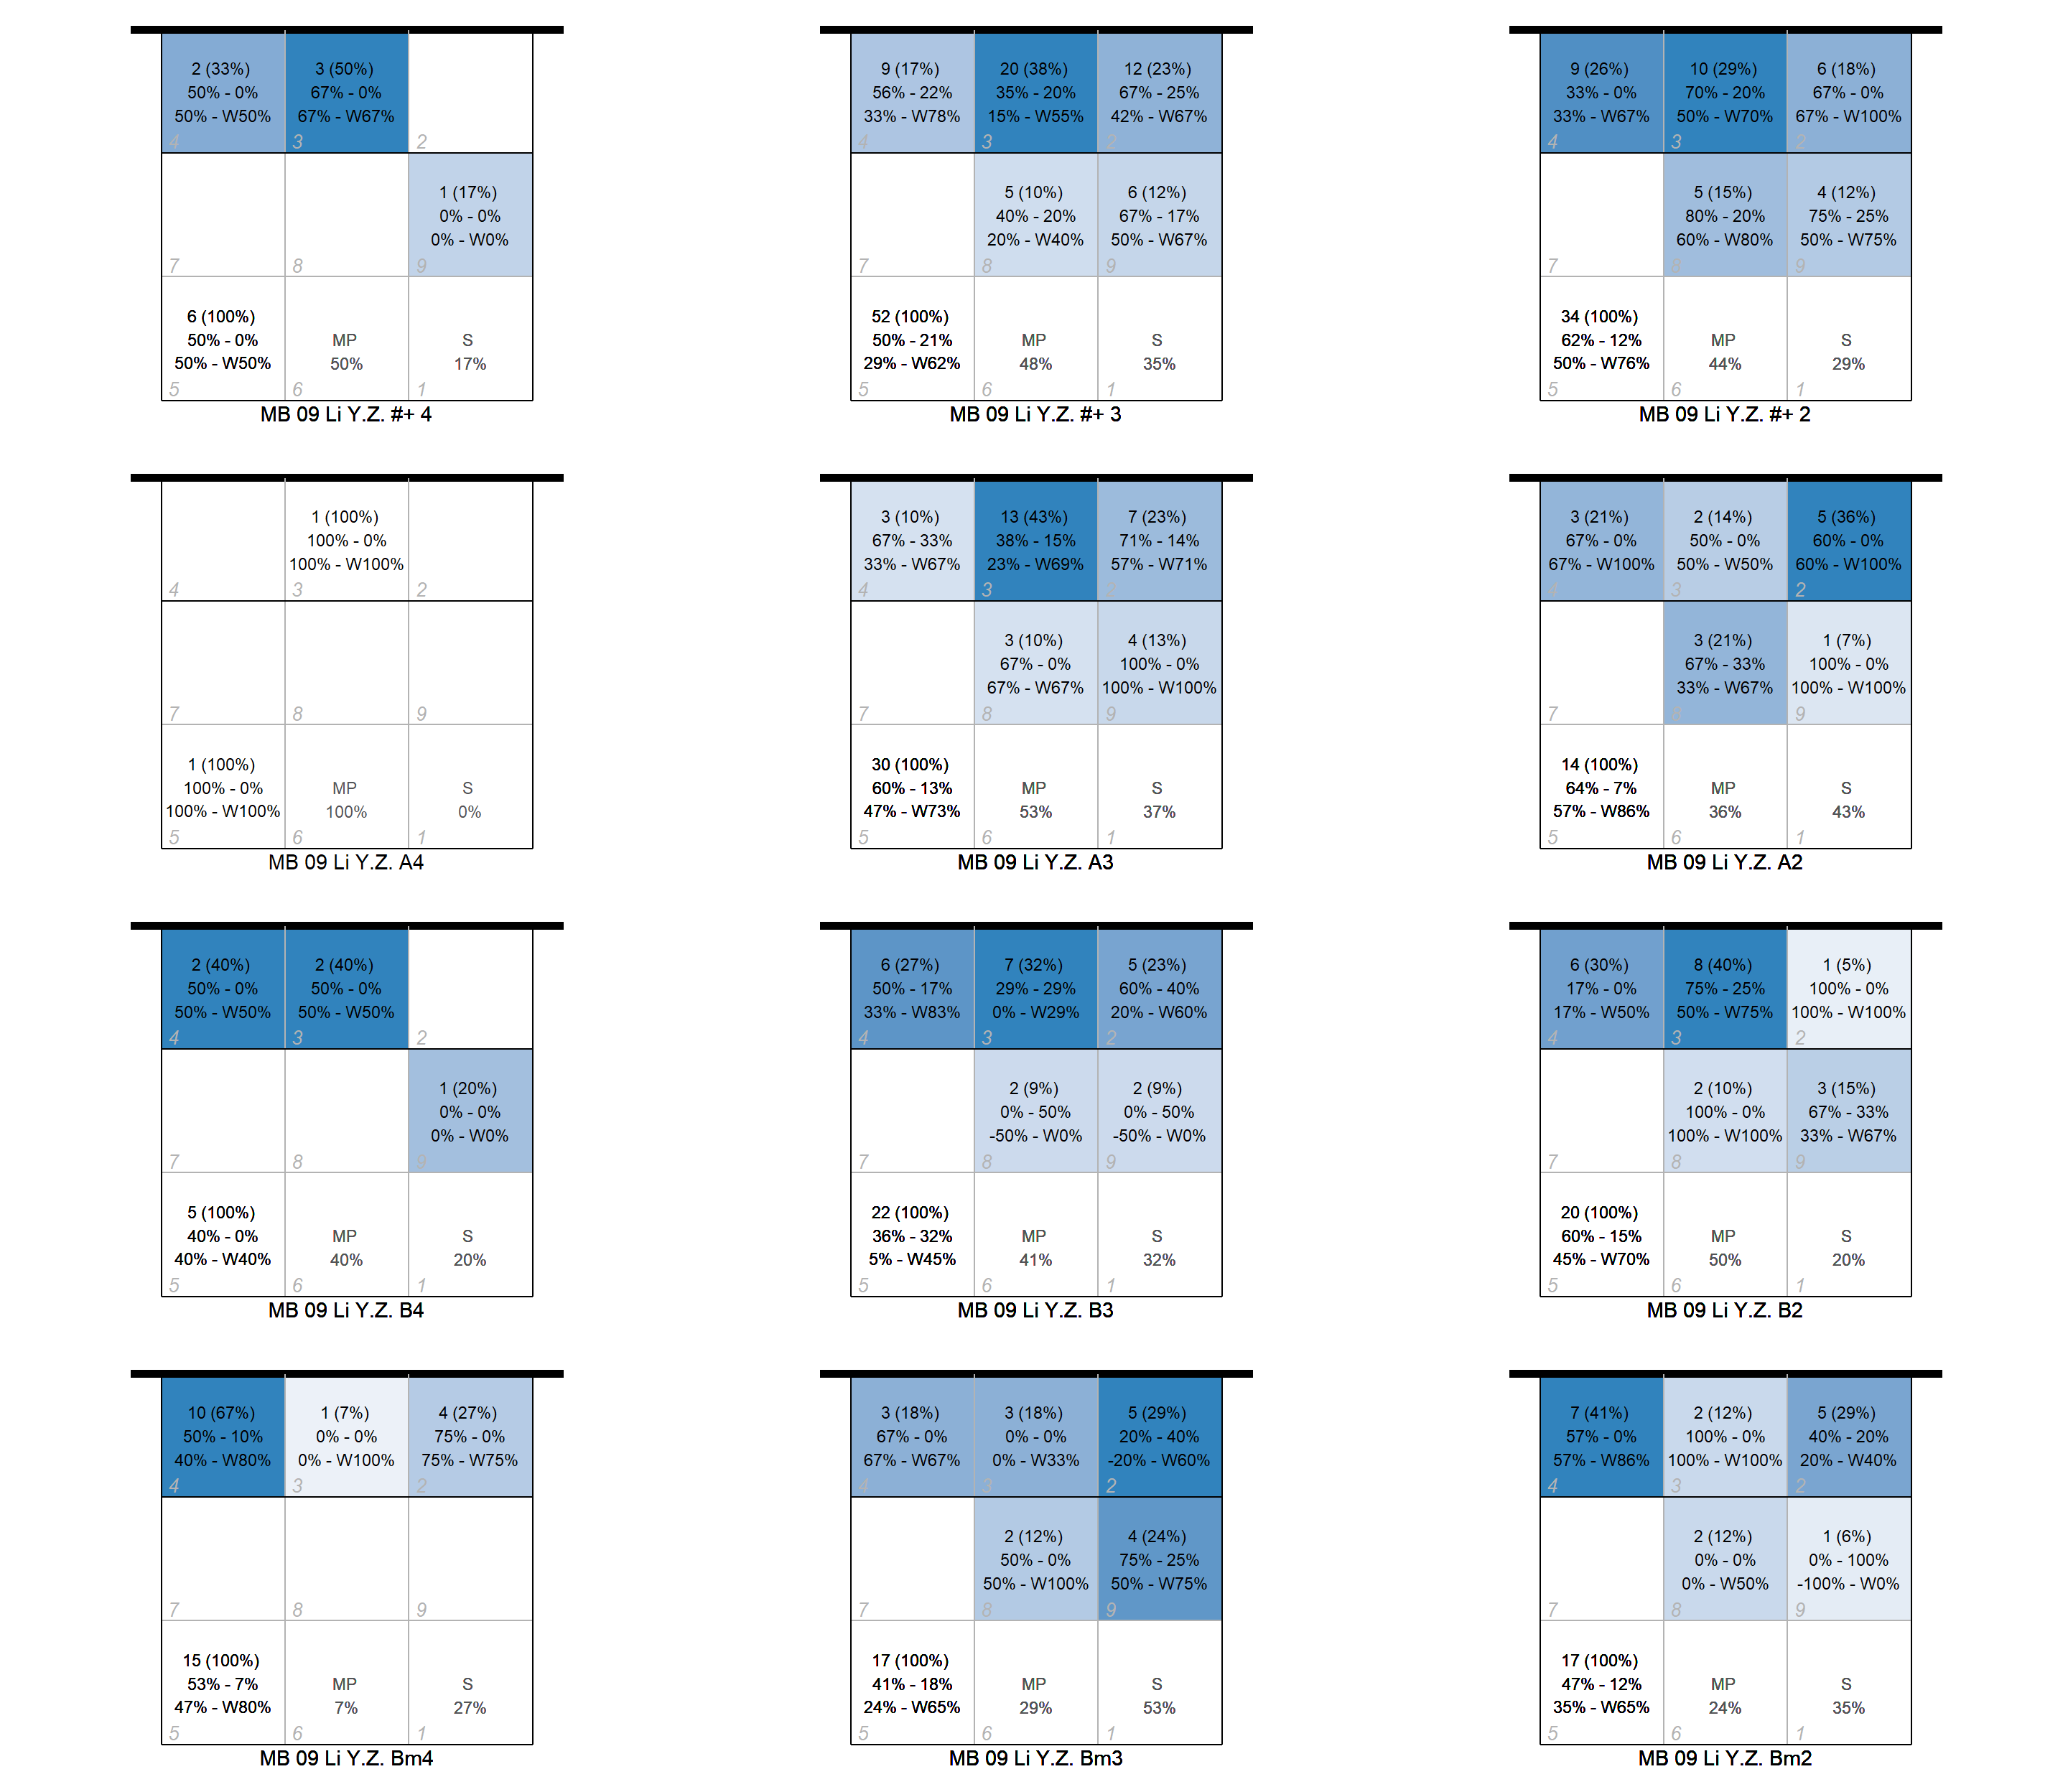 2 (33%)
50% - 0%
50% - W50%
4
3 (50%)
67% - 0%
67% - W67%
3
2
7
8
1 (17%)
0% - 0%
0% - W0%
9
6 (100%)
50% - 0%
50% - W50%
5
MP
50%
6
S
17%
1
MB 09 Li Y.Z. #+ 4
9 (17%)
56% - 22%
33% - W78%
4
20 (38%)
35% - 20%
15% - W55%
3
12 (23%)
67% - 25%
42% - W67%
2
7
5 (10%)
40% - 20%
20% - W40%
8
6 (12%)
67% - 17%
50% - W67%
9
52 (100%)
50% - 21%
29% - W62%
5
MP
48%
6
S
35%
1
MB 09 Li Y.Z. #+ 3
9 (26%)
33% - 0%
33% - W67%
4
10 (29%)
70% - 20%
50% - W70%
3
6 (18%)
67% - 0%
67% - W100%
2
7
5 (15%)
80% - 20%
60% - W80%
8
4 (12%)
75% - 25%
50% - W75%
9
34 (100%)
62% - 12%
50% - W76%
5
MP
44%
6
S
29%
1
MB 09 Li Y.Z. #+ 2
4
1 (100%)
100% - 0%
100% - W100%
3
2
7
8
9
1 (100%)
100% - 0%
100% - W100%
5
MP
100%
6
S
0%
1
MB 09 Li Y.Z. A4
3 (10%)
67% - 33%
33% - W67%
4
13 (43%)
38% - 15%
23% - W69%
3
7 (23%)
71% - 14%
57% - W71%
2
7
3 (10%)
67% - 0%
67% - W67%
8
4 (13%)
100% - 0%
100% - W100%
9
30 (100%)
60% - 13%
47% - W73%
5
MP
53%
6
S
37%
1
MB 09 Li Y.Z. A3
3 (21%)
67% - 0%
67% - W100%
4
2 (14%)
50% - 0%
50% - W50%
3
5 (36%)
60% - 0%
60% - W100%
2
7
3 (21%)
67% - 33%
33% - W67%
8
1 (7%)
100% - 0%
100% - W100%
9
14 (100%)
64% - 7%
57% - W86%
5
MP
36%
6
S
43%
1
MB 09 Li Y.Z. A2
2 (40%)
50% - 0%
50% - W50%
4
2 (40%)
50% - 0%
50% - W50%
3
2
7
8
1 (20%)
0% - 0%
0% - W0%
9
5 (100%)
40% - 0%
40% - W40%
5
MP
40%
6
S
20%
1
MB 09 Li Y.Z. B4
6 (27%)
50% - 17%
33% - W83%
4
7 (32%)
29% - 29%
0% - W29%
3
5 (23%)
60% - 40%
20% - W60%
2
7
2 (9%)
0% - 50%
-50% - W0%
8
2 (9%)
0% - 50%
-50% - W0%
9
22 (100%)
36% - 32%
5% - W45%
5
MP
41%
6
S
32%
1
MB 09 Li Y.Z. B3
6 (30%)
17% - 0%
17% - W50%
4
8 (40%)
75% - 25%
50% - W75%
3
1 (5%)
100% - 0%
100% - W100%
2
7
2 (10%)
100% - 0%
100% - W100%
8
3 (15%)
67% - 33%
33% - W67%
9
20 (100%)
60% - 15%
45% - W70%
5
MP
50%
6
S
20%
1
MB 09 Li Y.Z. B2
10 (67%)
50% - 10%
40% - W80%
4
1 (7%)
0% - 0%
0% - W100%
3
4 (27%)
75% - 0%
75% - W75%
2
7
8
9
15 (100%)
53% - 7%
47% - W80%
5
MP
7%
6
S
27%
1
MB 09 Li Y.Z. Bm4
3 (18%)
67% - 0%
67% - W67%
4
3 (18%)
0% - 0%
0% - W33%
3
5 (29%)
20% - 40%
-20% - W60%
2
7
2 (12%)
50% - 0%
50% - W100%
8
4 (24%)
75% - 25%
50% - W75%
9
17 (100%)
41% - 18%
24% - W65%
5
MP
29%
6
S
53%
1
MB 09 Li Y.Z. Bm3
7 (41%)
57% - 0%
57% - W86%
4
2 (12%)
100% - 0%
100% - W100%
3
5 (29%)
40% - 20%
20% - W40%
2
7
2 (12%)
0% - 0%
0% - W50%
8
1 (6%)
0% - 100%
-100% - W0%
9
17 (100%)
47% - 12%
35% - W65%
5
MP
24%
6
S
35%
1
MB 09 Li Y.Z. Bm2